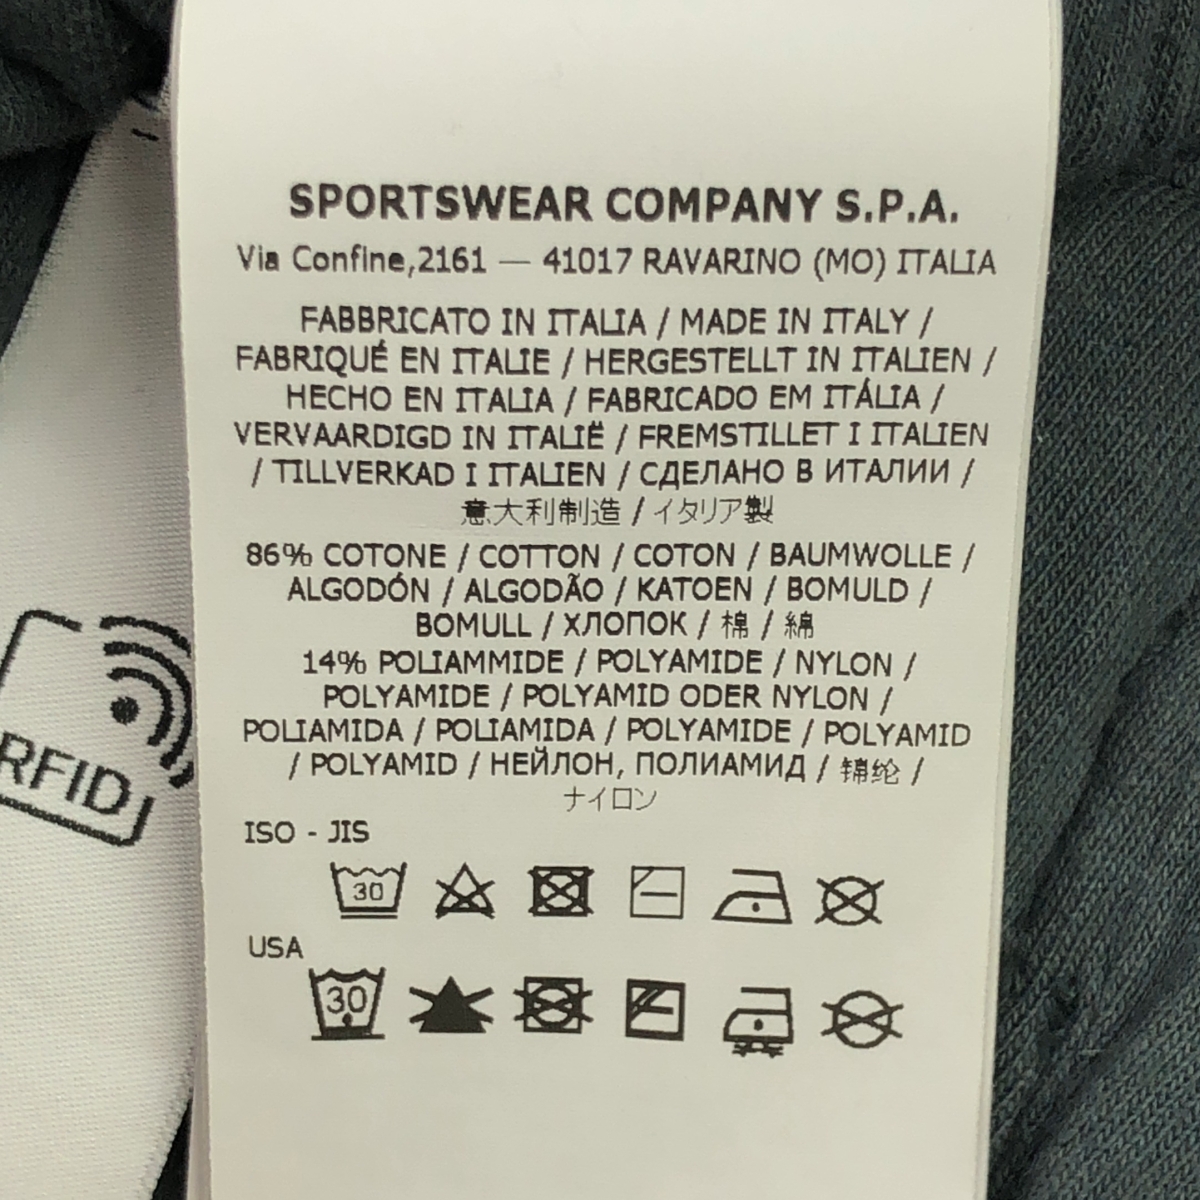 SPORTSWEAR COMPANY S.P.A.
Via Confine,2161 — 41017 RAVARINO (MO) ITALIA
FABBRICATO IN ITALIA / MADE IN ITALY /
FABRIQUÉ EN ITALIE / HERGESTELLT IN ITALIEN /
HECHO EN ITALIA / FABRICADO EM ITÁLIA /
VERVAARDIGD IN ITALIË / FREMSTILLET I ITALIEN
/ TILLVERKAD I ITALIEN / СДЕЛАНО В ИТАЛИИ /
意大利制造 / イタリア製
86% COTONE / COTTON / COTON / BAUMWOLLE /
ALGODÓN / ALGODÃO / KATOEN / BOMULD /
BOMULL / ХЛОПОК / 棉 / 綿
14% POLIAMMIDE / POLYAMIDE / NYLON /
POLYAMIDE / POLYAMID ODER NYLON /
POLIAMIDA / POLIAMIDA / POLYAMIDE / POLYAMID
/ POLYAMID / НЕЙЛОН, ПОЛИАМИД / 锦纶 /
ナイロン
ISO - JIS
30
USA
30
RFID